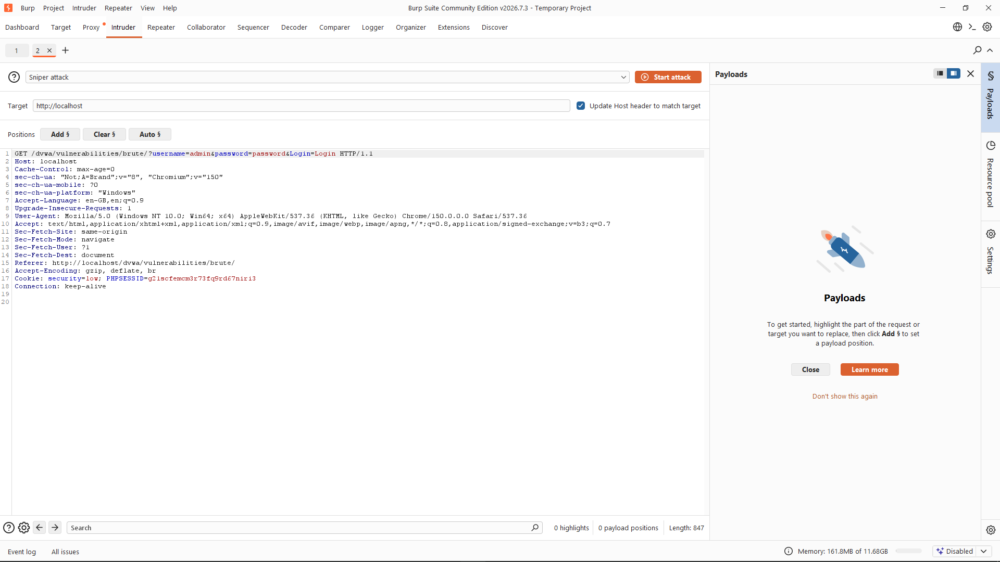 Burp Project Intruder Repeater View Help
Burp Suite Community Edition v2026.7.3 - Temporary Project
Dashboard Target Proxy Intruder Repeater Collaborator Sequencer Decoder Comparer Logger Organizer Extensions Discover
1 2
Sniper attack
Start attack
Target http://localhost
Update Host header to match target
Positions Add § Clear § Auto §
1 GET /dvwa/vulnerabilities/brute/?username=admin&password=password&Login=Login HTTP/1.1
2 Host: localhost
3 Cache-Control: max-age=0
4 sec-ch-ua: "Not;A=Brand";v="8", "Chromium";v="150"
5 sec-ch-ua-mobile: ?0
6 sec-ch-ua-platform: "Windows"
7 Accept-Language: en-GB,en;q=0.9
8 Upgrade-Insecure-Requests: 1
9 User-Agent: Mozilla/5.0 (Windows NT 10.0; Win64; x64) AppleWebKit/537.36 (KHTML, like Gecko) Chrome/150.0.0.0 Safari/537.36
10 Accept: text/html,application/xhtml+xml,application/xml;q=0.9,image/avif,image/webp,image/apng,*/*;q=0.8,application/signed-exchange;v=b3;q=0.7
11 Sec-Fetch-Site: same-origin
12 Sec-Fetch-Mode: navigate
13 Sec-Fetch-User: ?1
14 Sec-Fetch-Dest: document
15 Referer: http://localhost/dvwa/vulnerabilities/brute/
16 Accept-Encoding: gzip, deflate, br
17 Cookie: security=low; PHPSESSID=g21scfemcm3r73fq9rd67niri3
18 Connection: keep-alive
19
20
Payloads
Payloads
To get started, highlight the part of the request or
target you want to replace, then click Add § to set
a payload position.
Close Learn more
Don't show this again
§ Payloads
Resource pool
Settings
Search
0 highlights 0 payload positions Length: 847
Event log All issues
Memory: 161.8MB of 11.68GB
Disabled